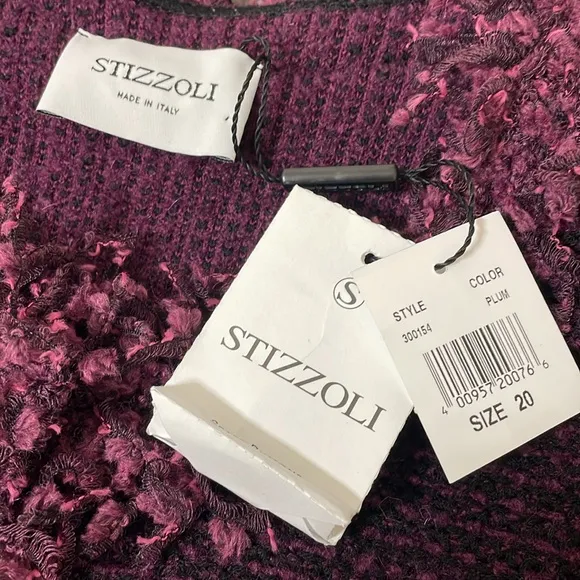 STIZZOLI
MADE IN ITALY
S
STIZZOLI
STYLE
COLOR
300154
PLUM
4 00957 20076 6
SIZE 20